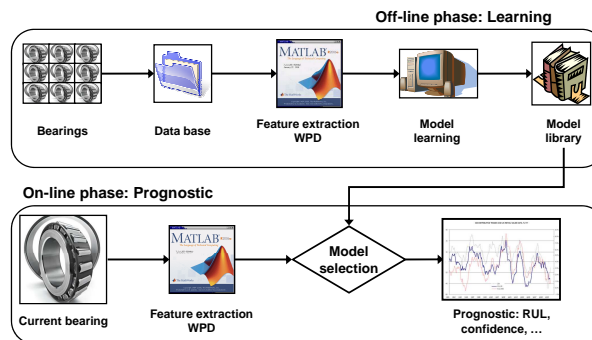 Off-line phase: Learning
MATLAB
Bearings
Data base
Feature extraction
WPD
Model
learning
Model
library
On-line phase: Prognostic
MATLAB
Model
selection
Current bearing
Feature extraction
WPD
Prognostic: RUL,
confidence, …